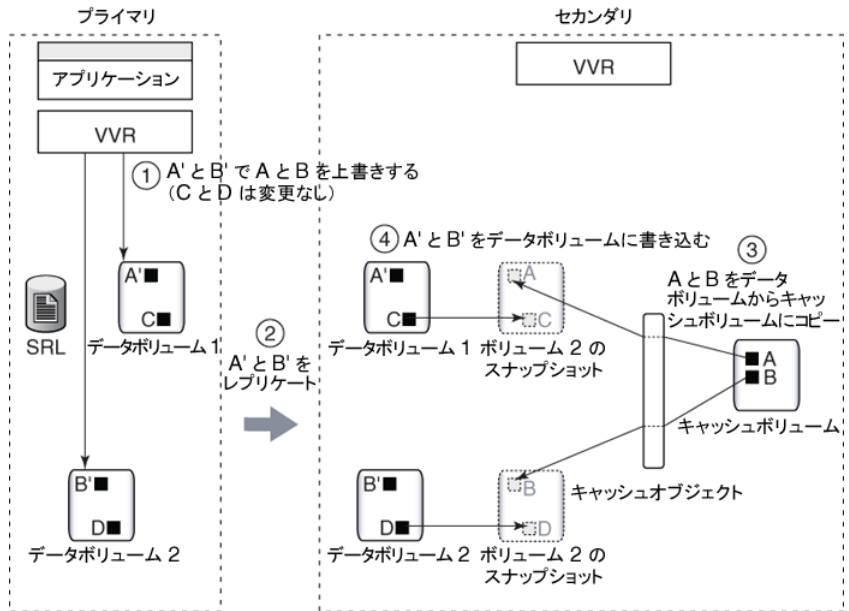 プライマリ
セカンダリ
アプリケーション
VVR
VVR
① A'とB'でAとBを上書きする
(CとDは変更なし)
A'
C
SRL
データボリューム 1
② A'とB'を
レプリケート
B'
D
データボリューム 2
④ A'とB'をデータボリュームに書き込む
③
AとBをデータ
ボリュームからキャッ
シュボリュームにコピー
A'
C
データボリューム 1
A
C
ボリューム 2 の
スナップショット
A
B
キャッシュボリューム
キャッシュオブジェクト
B'
D
データボリューム 2
B
D
ボリューム 2 の
スナップショット